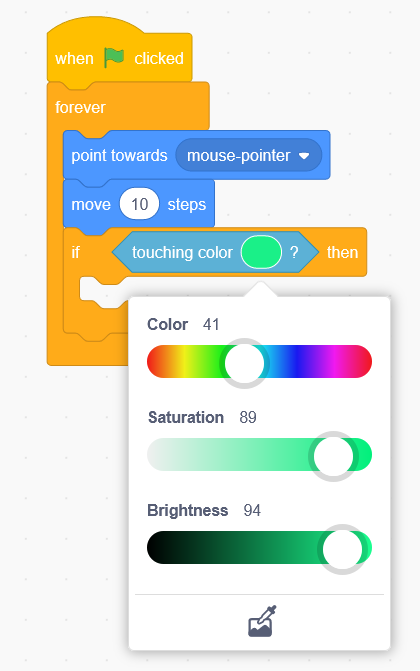 when clicked
forever
point towards mouse-pointer
move 10 steps
if touching color ? then
Color 41
Saturation 89
Brightness 94